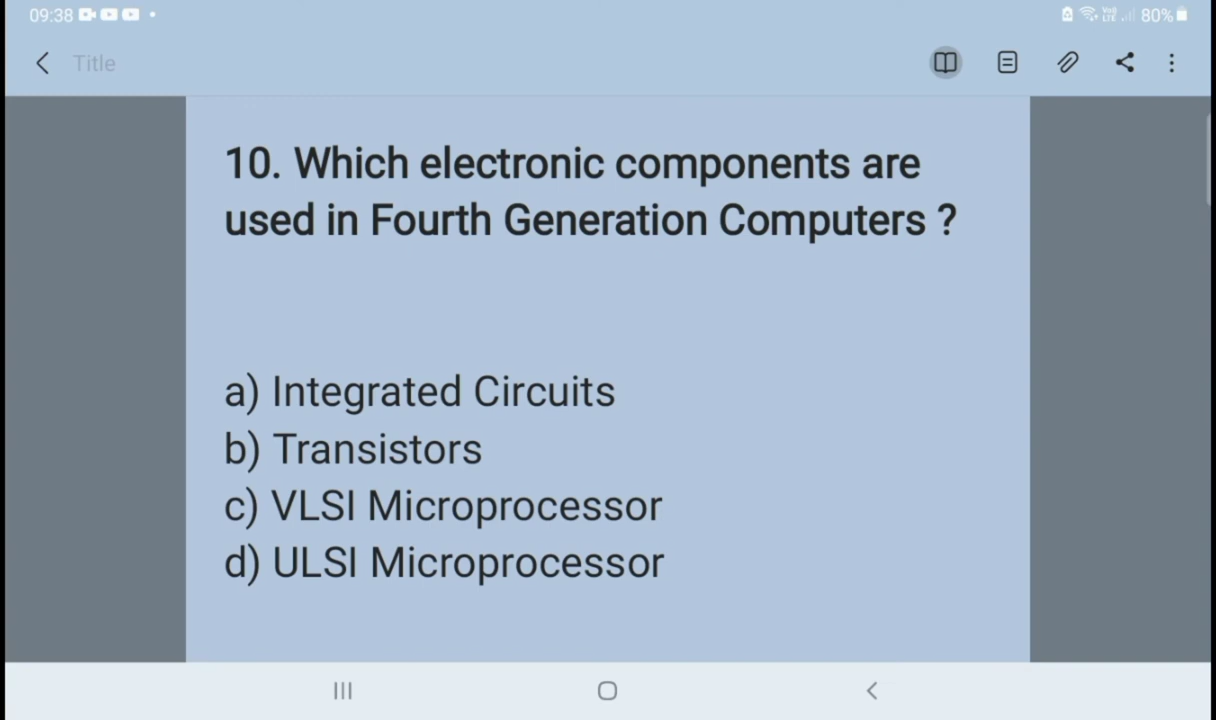 09:38 80%
Title
10. Which electronic components are
used in Fourth Generation Computers ?
a) Integrated Circuits
b) Transistors
c) VLSI Microprocessor
d) ULSI Microprocessor